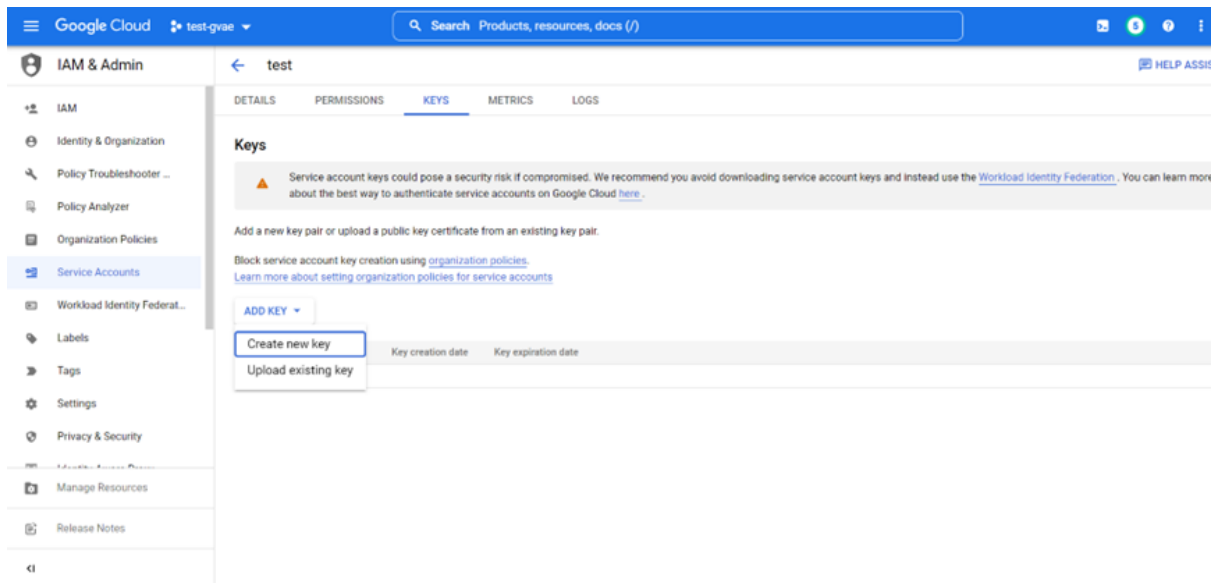 Google Cloud
test-gvae
Search Products, resources, docs (/)
5
IAM & Admin
test
HELP ASSIS
DETAILS
PERMISSIONS
KEYS
METRICS
LOGS
IAM
Identity & Organization
Policy Troubleshooter ...
Policy Analyzer
Organization Policies
Service Accounts
Workload Identity Federat...
Labels
Tags
Settings
Privacy & Security
Manage Resources
Release Notes
Keys
Service account keys could pose a security risk if compromised. We recommend you avoid downloading service account keys and instead use the Workload Identity Federation . You can learn more
about the best way to authenticate service accounts on Google Cloud here .
Add a new key pair or upload a public key certificate from an existing key pair.
Block service account key creation using organization policies.
Learn more about setting organization policies for service accounts
ADD KEY
Create new key
Upload existing key
Key creation date
Key expiration date